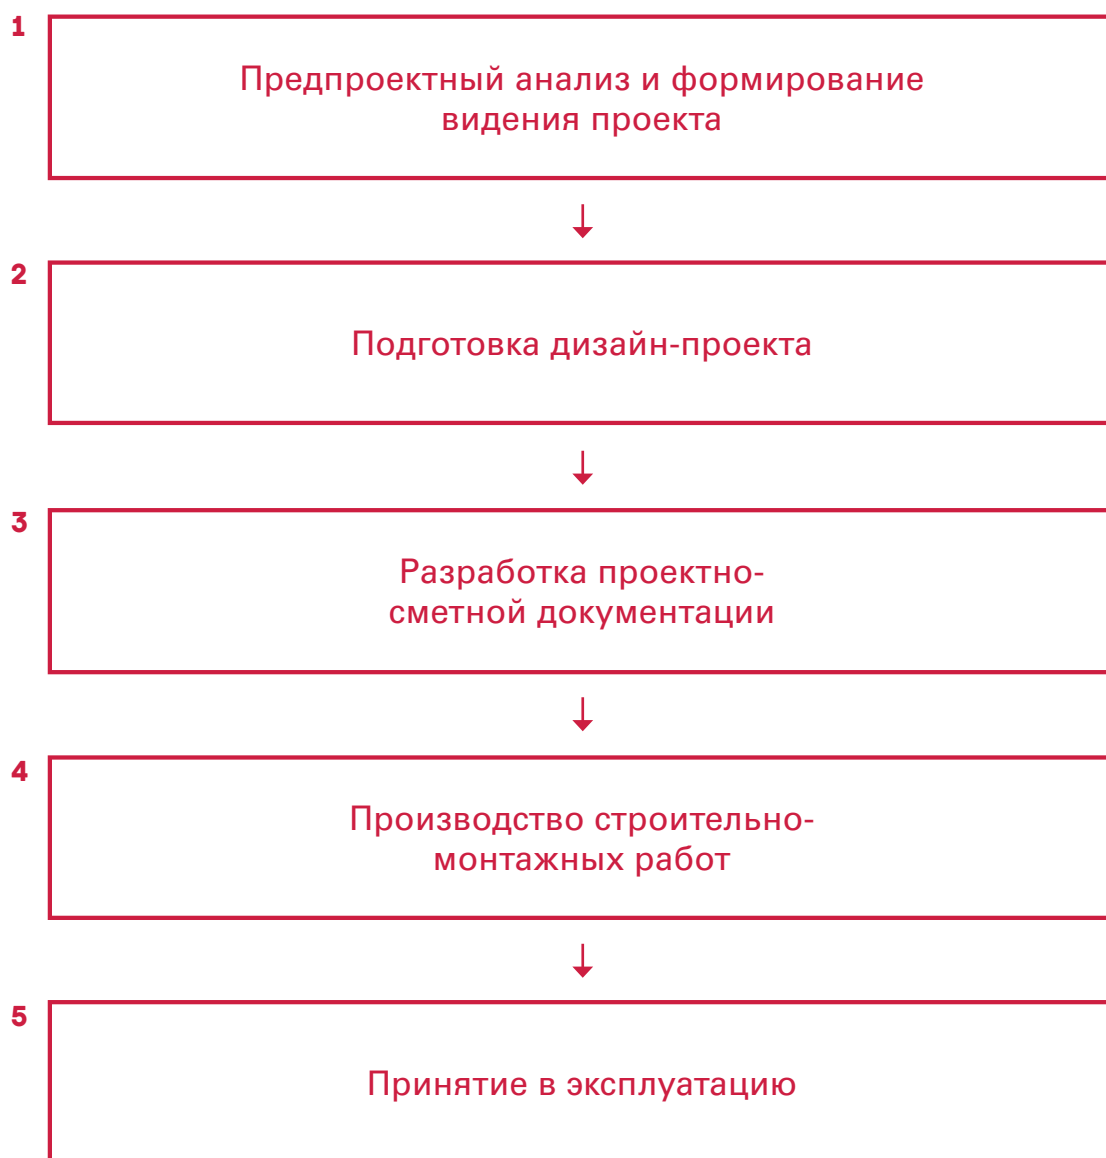 1
Предпроектный анализ и формирование
видения проекта
2
Подготовка дизайн-проекта
3
Разработка проектно-
сметной документации
4
Производство строительно-
монтажных работ
5
Принятие в эксплуатацию